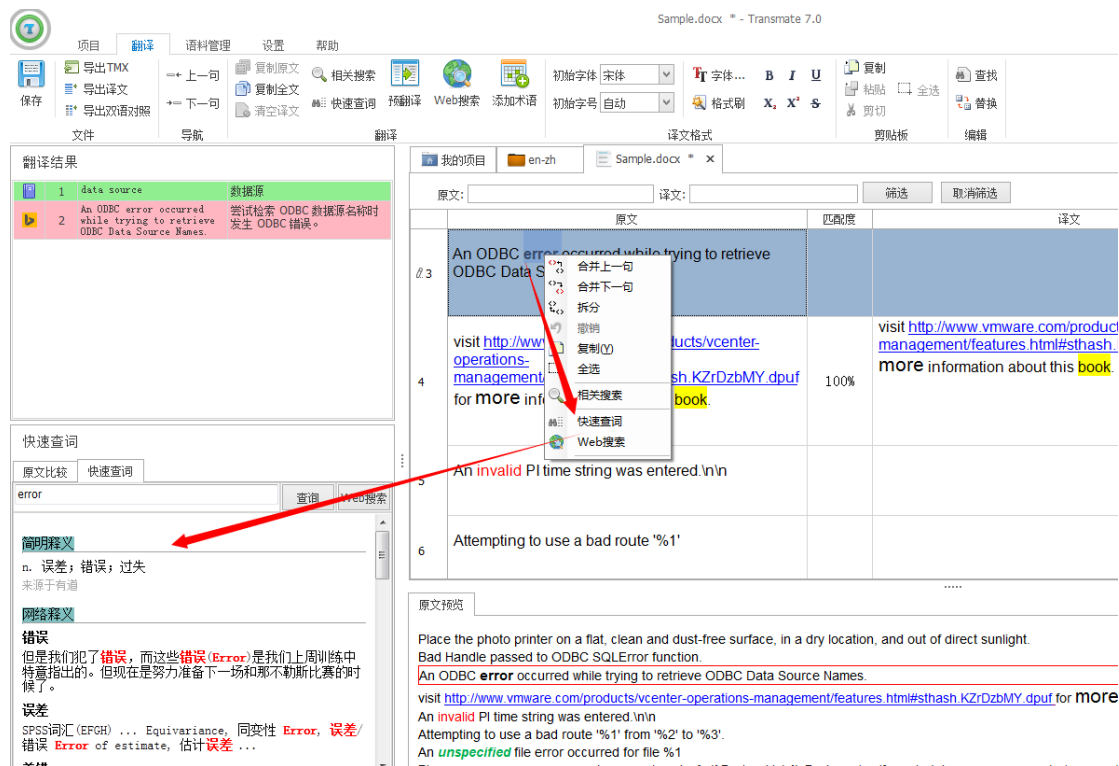 Sample.docx * - Transmate 7.0
项目 翻译 语料管理 设置 帮助
保存
导出TMX
导出译文
导出双语对照
文件
上一句
下一句
导航
复制原文
复制全文
清空译文
相关搜索
快速查词
预翻译
Web搜索
添加术语
翻译
初始字体 宋体
初始字号 自动
字体...
格式刷
B I U
X₂ X² S
译文格式
复制
粘贴
剪切
全选
剪贴板
查找
替换
编辑
翻译结果
1 data source 数据源
2 An ODBC error occurred while trying to retrieve ODBC Data Source Names. 尝试检索 ODBC 数据源名称时发生 ODBC 错误。
快速查词
原文比较 快速查词
error 查询 Web搜索
简明释义
n. 误差；错误；过失
来源于有道
网络释义
错误
但是我们犯了错误，而这些错误(Error)是我们上周训练中
特意指出的。但现在是努力准备下一场和那不勒斯比赛的时
候了。
误差
SPSS词汇(EFGH) ... Equivariance, 同变性 Error, 误差/
错误 Error of estimate, 估计误差 ...
我的项目 en-zh Sample.docx *
原文: 译文: 筛选 取消筛选
原文 匹配度 译文
3
An ODBC error occurred while trying to retrieve
ODBC Data S
合并上一句
合并下一句
拆分
撤销
复制(Y)
全选
相关搜索
快速查词
Web搜索
4
visit http://www ducts/vcenter-
operations-
management/ sh.KZrDzbMY.dpuf
for more info book.
100%
visit http://www.vmware.com/product
management/features.html#sthash.
more information about this book.
5
An invalid PI time string was entered.\n\n
6
Attempting to use a bad route '%1'
原文预览
Place the photo printer on a flat, clean and dust-free surface, in a dry location, and out of direct sunlight.
Bad Handle passed to ODBC SQLError function.
An ODBC error occurred while trying to retrieve ODBC Data Source Names.
visit http://www.vmware.com/products/vcenter-operations-management/features.html#sthash.KZrDzbMY.dpuf for more
An invalid PI time string was entered.\n\n
Attempting to use a bad route '%1' from '%2' to '%3'.
An unspecified file error occurred for file %1